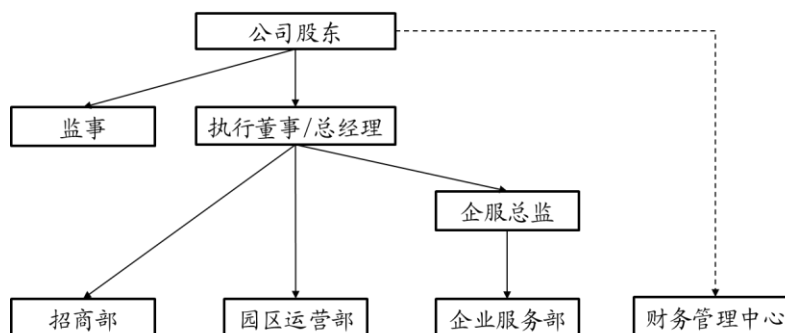 公司股东
监事
执行董事/总经理
企服总监
招商部
园区运营部
企业服务部
财务管理中心